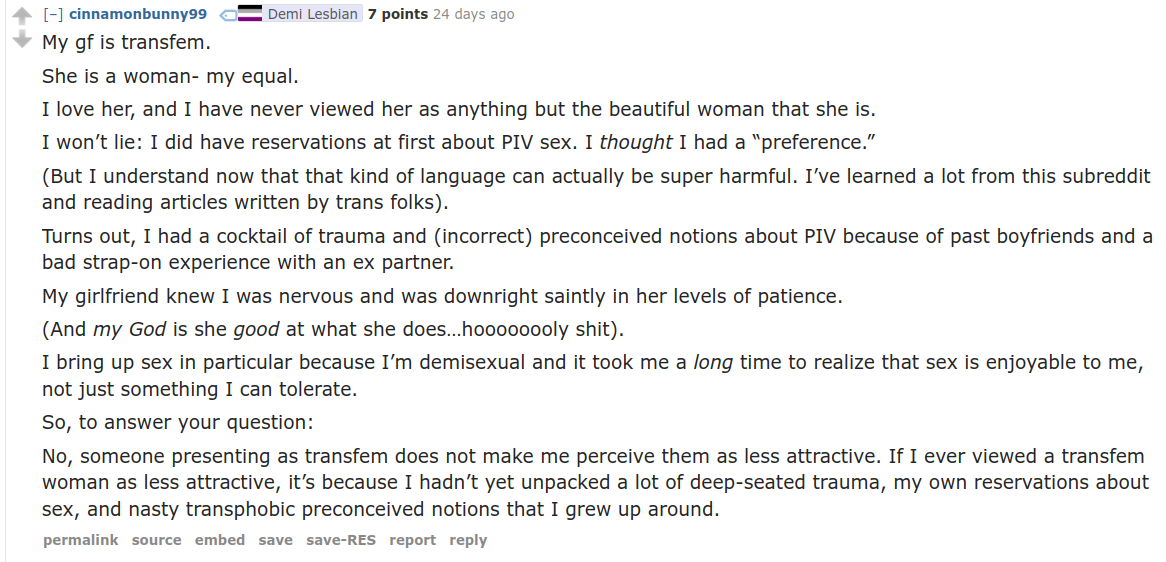 [–] cinnamonbunny99 Demi Lesbian 7 points 24 days ago
My gf is transfem.
She is a woman- my equal.
I love her, and I have never viewed her as anything but the beautiful woman that she is.
I won’t lie: I did have reservations at first about PIV sex. I thought I had a “preference.”
(But I understand now that that kind of language can actually be super harmful. I’ve learned a lot from this subreddit
and reading articles written by trans folks).
Turns out, I had a cocktail of trauma and (incorrect) preconceived notions about PIV because of past boyfriends and a
bad strap-on experience with an ex partner.
My girlfriend knew I was nervous and was downright saintly in her levels of patience.
(And my God is she good at what she does...hoooooooly shit).
I bring up sex in particular because I’m demisexual and it took me a long time to realize that sex is enjoyable to me,
not just something I can tolerate.
So, to answer your question:
No, someone presenting as transfem does not make me perceive them as less attractive. If I ever viewed a transfem
woman as less attractive, it’s because I hadn’t yet unpacked a lot of deep-seated trauma, my own reservations about
sex, and nasty transphobic preconceived notions that I grew up around.
permalink source embed save save-RES report reply